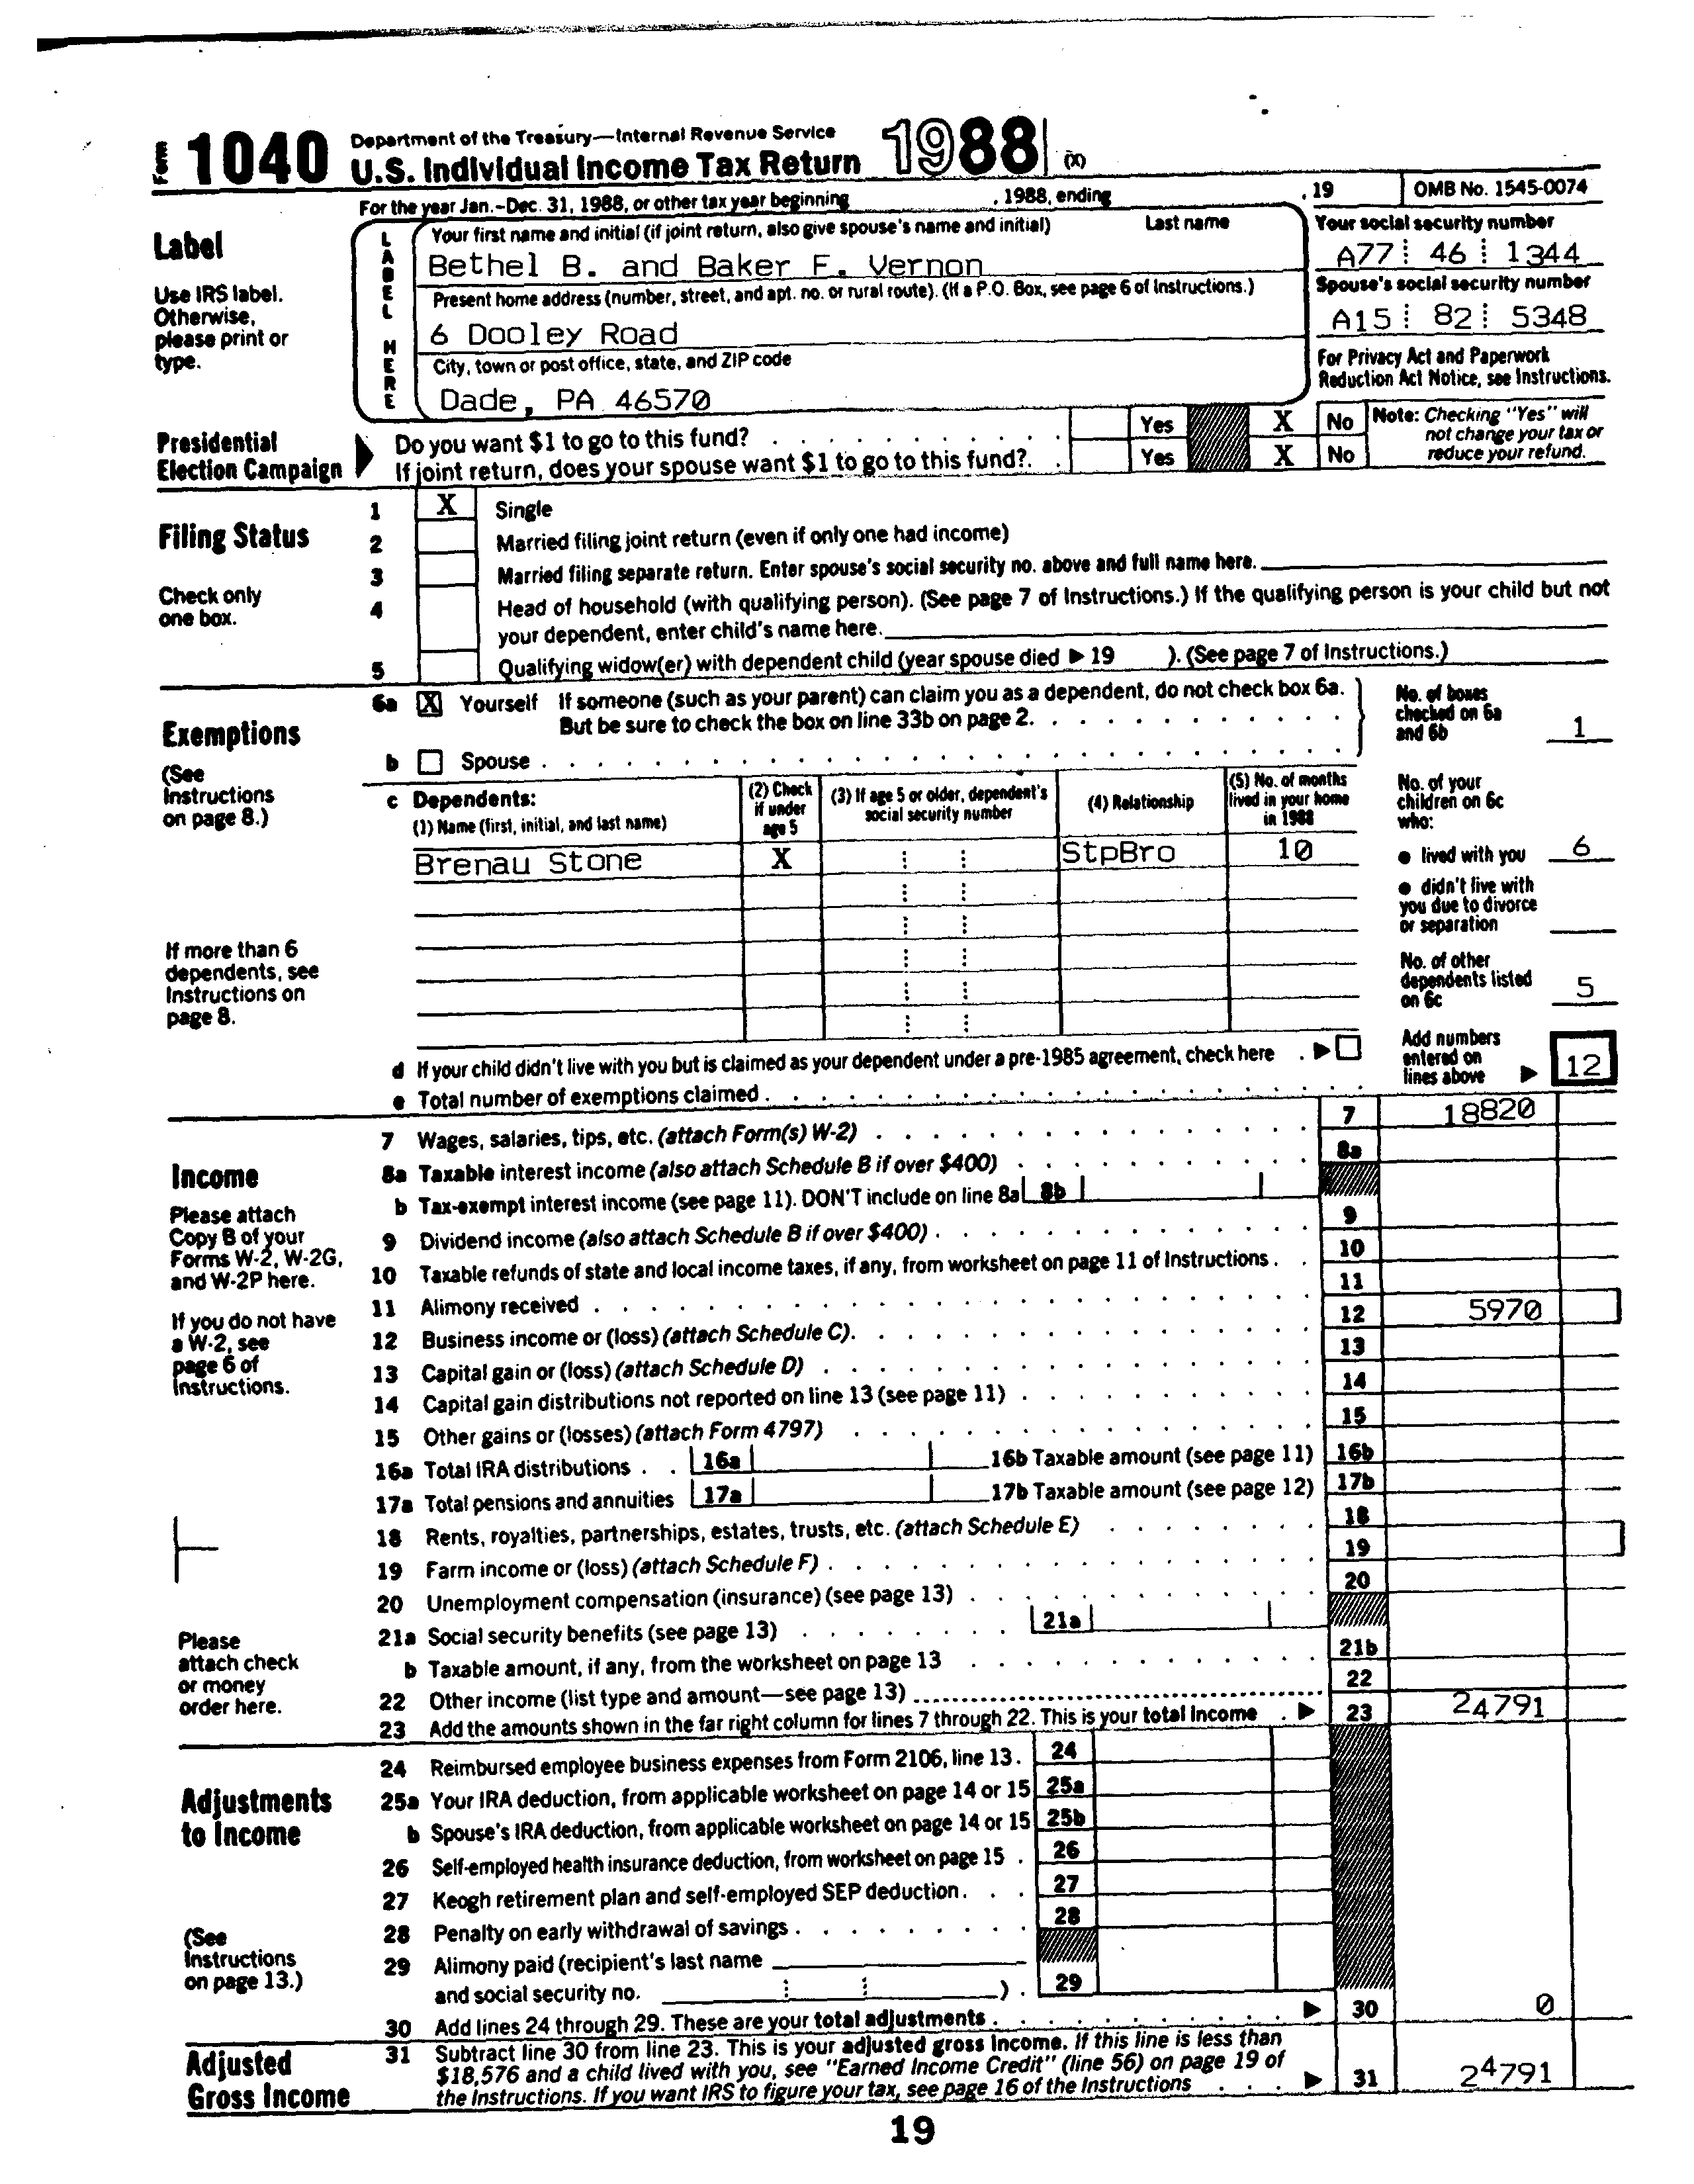 Form 1040 Department of the Treasury—Internal Revenue Service
U.S. Individual Income Tax Return 1988 (X)
For the year Jan.-Dec. 31, 1988, or other tax year beginning , 1988, ending , 19 OMB No. 1545-0074
Label
Use IRS label.
Otherwise,
please print or
type.
LABEL HERE
Your first name and initial (if joint return, also give spouse's name and initial) Last name
Bethel B. and Baker F. Vernon
Present home address (number, street, and apt. no. or rural route). (If a P.O. Box, see page 6 of Instructions.)
6 Dooley Road
City, town or post office, state, and ZIP code
Dade, PA 46570
Your social security number
A77 46 1344
Spouse's social security number
A15 82 5348
For Privacy Act and Paperwork
Reduction Act Notice, see Instructions.
Presidential
Election Campaign
Do you want $1 to go to this fund? Yes X No
If joint return, does your spouse want $1 to go to this fund?. Yes X No
Note: Checking "Yes" will
not change your tax or
reduce your refund.
Filing Status
Check only
one box.
1 X Single
2 Married filing joint return (even if only one had income)
3 Married filing separate return. Enter spouse's social security no. above and full name here.
4 Head of household (with qualifying person). (See page 7 of Instructions.) If the qualifying person is your child but not
your dependent, enter child's name here.
5 Qualifying widow(er) with dependent child (year spouse died ▶ 19 ). (See page 7 of Instructions.)
Exemptions
(See
Instructions
on page 8.)
If more than 6
dependents, see
Instructions on
page 8.
6a X Yourself If someone (such as your parent) can claim you as a dependent, do not check box 6a.
But be sure to check the box on line 33b on page 2.
b Spouse
No. of boxes
checked on 6a
and 6b 1
c Dependents:
(1) Name (first, initial, and last name)
(2) Check
if under
age 5
(3) If age 5 or older, dependent's
social security number
(4) Relationship
(5) No. of months
lived in your home
in 1988
Brenau Stone X StpBro 10
No. of your
children on 6c
who:
● lived with you 6
● didn't live with
you due to divorce
or separation
No. of other
dependents listed
on 6c 5
d If your child didn't live with you but is claimed as your dependent under a pre-1985 agreement, check here . ▶
e Total number of exemptions claimed
Add numbers
entered on
lines above ▶ 12
Income
Please attach
Copy B of your
Forms W-2, W-2G,
and W-2P here.
If you do not have
a W-2, see
page 6 of
Instructions.
Please
attach check
or money
order here.
7 Wages, salaries, tips, etc. (attach Form(s) W-2) 7 18820
8a Taxable interest income (also attach Schedule B if over $400) 8a
b Tax-exempt interest income (see page 11). DON'T include on line 8a 8b
9 Dividend income (also attach Schedule B if over $400) 9
10 Taxable refunds of state and local income taxes, if any, from worksheet on page 11 of Instructions 10
11 Alimony received 11
12 Business income or (loss) (attach Schedule C) 12 5970
13 Capital gain or (loss) (attach Schedule D) 13
14 Capital gain distributions not reported on line 13 (see page 11) 14
15 Other gains or (losses) (attach Form 4797) 15
16a Total IRA distributions 16a 16b Taxable amount (see page 11) 16b
17a Total pensions and annuities 17a 17b Taxable amount (see page 12) 17b
18 Rents, royalties, partnerships, estates, trusts, etc. (attach Schedule E) 18
19 Farm income or (loss) (attach Schedule F) 19
20 Unemployment compensation (insurance) (see page 13) 20
21a Social security benefits (see page 13) 21a
b Taxable amount, if any, from the worksheet on page 13 21b
22 Other income (list type and amount—see page 13) 22
23 Add the amounts shown in the far right column for lines 7 through 22. This is your total income ▶ 23 24791
Adjustments
to Income
(See
Instructions
on page 13.)
24 Reimbursed employee business expenses from Form 2106, line 13 24
25a Your IRA deduction, from applicable worksheet on page 14 or 15 25a
b Spouse's IRA deduction, from applicable worksheet on page 14 or 15 25b
26 Self-employed health insurance deduction, from worksheet on page 15 26
27 Keogh retirement plan and self-employed SEP deduction 27
28 Penalty on early withdrawal of savings 28
29 Alimony paid (recipient's last name
and social security no. ) 29
30 Add lines 24 through 29. These are your total adjustments ▶ 30 0
Adjusted
Gross Income
31 Subtract line 30 from line 23. This is your adjusted gross income. If this line is less than
$18,576 and a child lived with you, see "Earned Income Credit" (line 56) on page 19 of
the Instructions. If you want IRS to figure your tax, see page 16 of the Instructions ▶ 31 24791
19